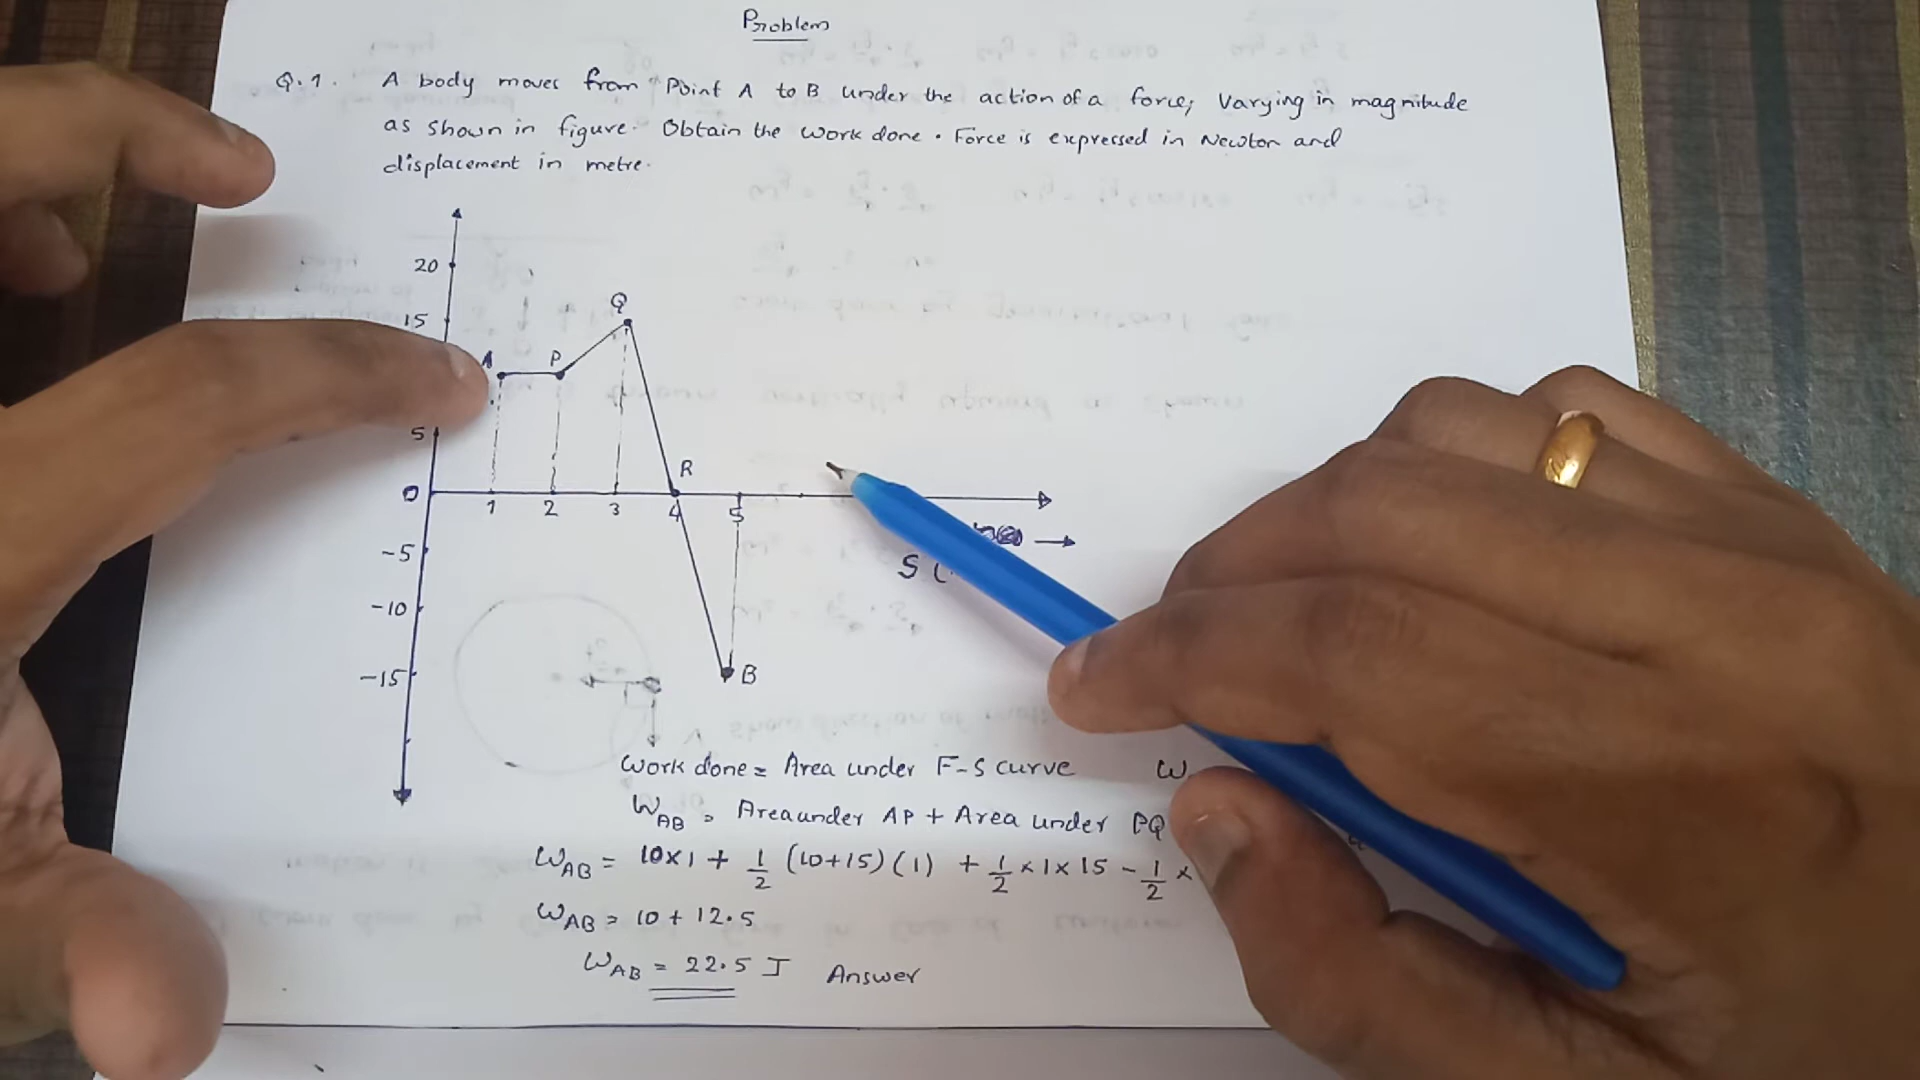 Problem
Q.1. A body moves from Point A to B under the action of a force, Varying in magnitude
as shown in figure. Obtain the work done. Force is expressed in Newton and
displacement in metre.
20
15
Q
A
P
5
R
0
1 2 3 4 5
-5
S (
-10
-15
B
Work done = Area under F-S curve W
WAB = Area under AP + Area under PQ
WAB = 10×1 + 1/2 (10+15)(1) + 1/2 × 1 × 15 - 1/2 ×
WAB = 10 + 12.5
WAB = 22.5 J Answer